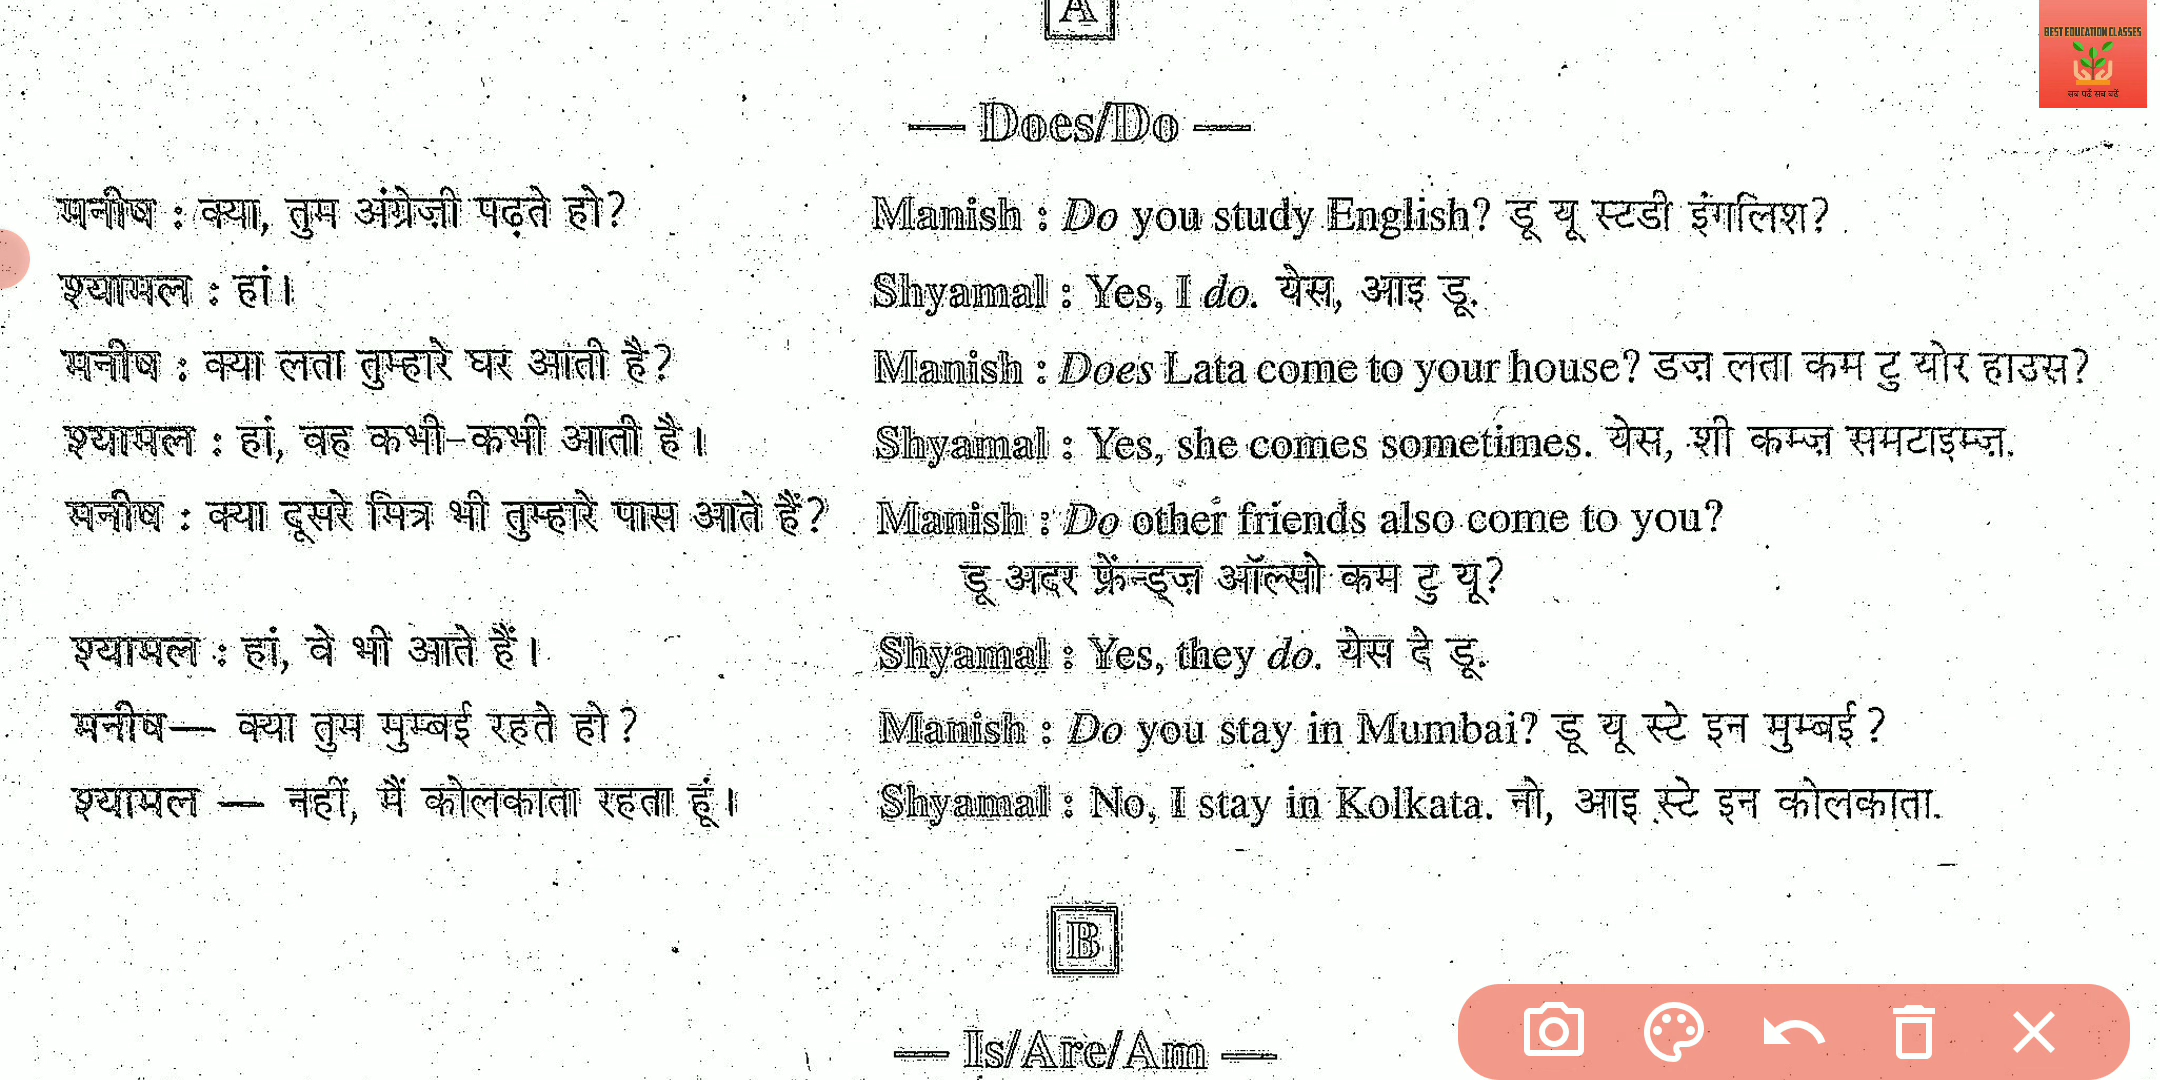 A
BEST EDUCATION CLASSES
सब पढें सब बढें
— Does/Do —
मनीष : क्या, तुम अंग्रेज़ी पढ़ते हो? Manish : Do you study English? डू यू स्टडी इंगलिश?
श्यामल : हां। Shyamal : Yes, I do. येस, आइ डू.
मनीष : क्या लता तुम्हारे घर आती है? Manish : Does Lata come to your house? डज़ लता कम टु योर हाउस?
श्यामल : हां, वह कभी-कभी आती है। Shyamal : Yes, she comes sometimes. येस, शी कम्ज़ समटाइम्ज़.
मनीष : क्या दूसरे मित्र भी तुम्हारे पास आते हैं? Manish : Do other friends also come to you?
डू अदर फ्रेंन्ड्ज़ ऑल्सो कम टु यू?
श्यामल : हां, वे भी आते हैं। Shyamal : Yes, they do. येस दे डू.
मनीष— क्या तुम मुम्बई रहते हो ? Manish : Do you stay in Mumbai? डू यू स्टे इन मुम्बई ?
श्यामल — नहीं, मैं कोलकाता रहता हूं। Shyamal : No, I stay in Kolkata. नो, आइ स्टे इन कोलकाता.
B
— Is/Are/Am —